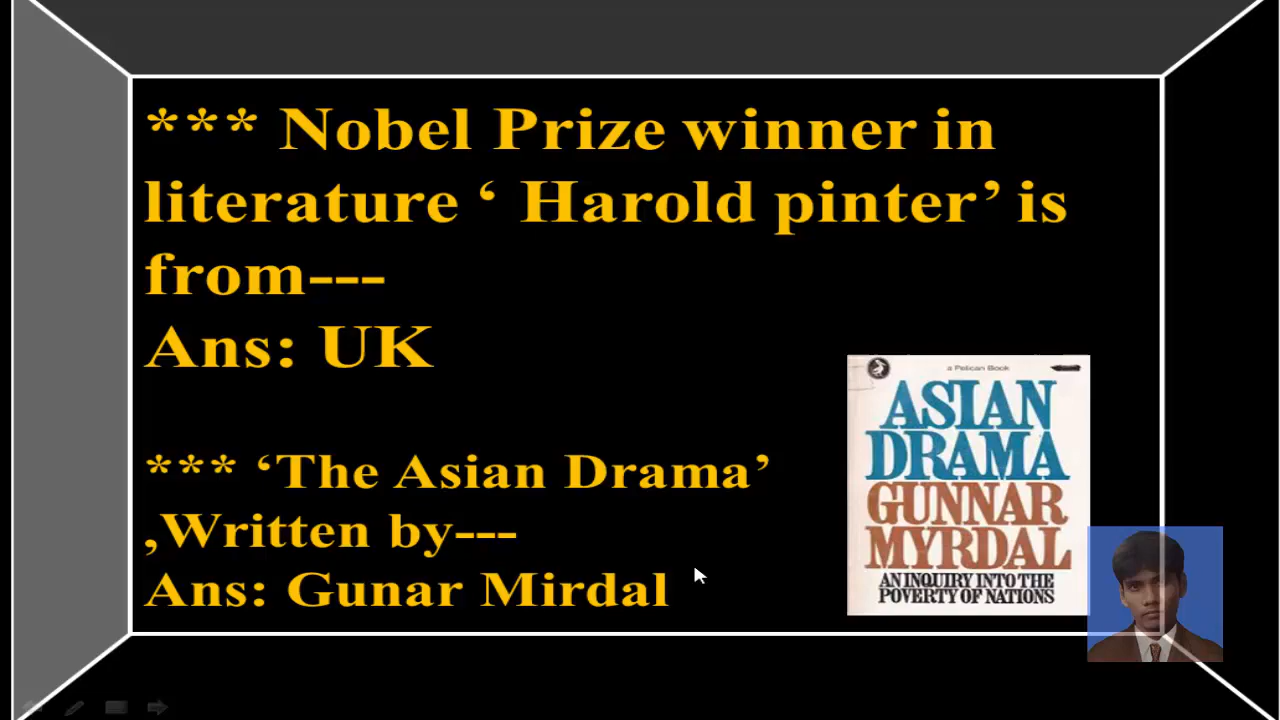 *** Nobel Prize winner in
literature ‘ Harold pinter’ is
from---
Ans: UK
*** ‘The Asian Drama’
,Written by---
Ans: Gunar Mirdal
a Pelican Book
ASIAN
DRAMA
GUNNAR
MYRDAL
AN INQUIRY INTO THE
POVERTY OF NATIONS